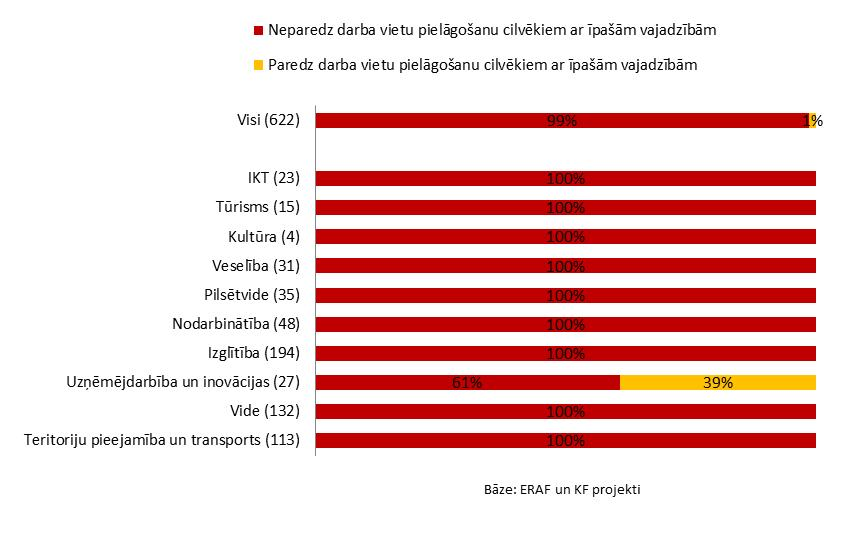 Neparedz darba vietu pielāgošanu cilvēkiem ar īpašām vajadzībām
Paredz darba vietu pielāgošanu cilvēkiem ar īpašām vajadzībām
Visi (622) 99% 1%
IKT (23) 100%
Tūrisms (15) 100%
Kultūra (4) 100%
Veselība (31) 100%
Pilsētvide (35) 100%
Nodarbinātība (48) 100%
Izglītība (194) 100%
Uzņēmējdarbība un inovācijas (27) 61% 39%
Vide (132) 100%
Teritoriju pieejamība un transports (113) 100%
Bāze: ERAF un KF projekti